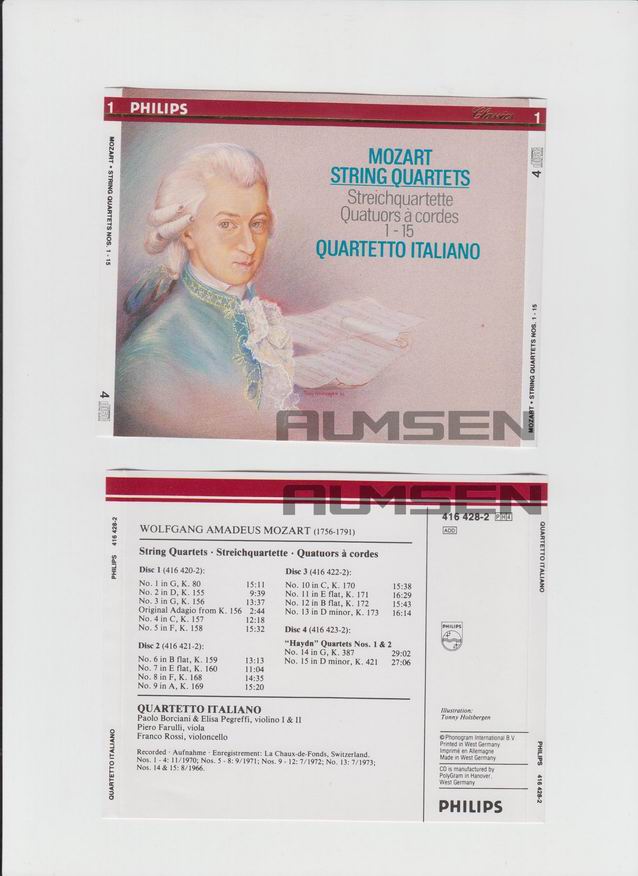 1 PHILIPS Classics 1
MOZART • STRING QUARTETS NOS. 1 - 15
4
MOZART
STRING QUARTETS
Streichquartette
Quatuors à cordes
1 - 15
QUARTETTO ITALIANO
4
MOZART • STRING QUARTETS NOS. 1 - 15
AUMSEN
AUMSEN
PHILIPS 416 428-2
QUARTETTO ITALIANO
WOLFGANG AMADEUS MOZART (1756-1791)
String Quartets · Streichquartette · Quatuors à cordes
Disc 1 (416 420-2):
No. 1 in G, K. 80 15:11
No. 2 in D, K. 155 9:39
No. 3 in G, K. 156 13:37
Original Adagio from K. 156 2:44
No. 4 in C, K. 157 12:18
No. 5 in F, K. 158 15:32
Disc 2 (416 421-2):
No. 6 in B flat, K. 159 13:13
No. 7 in E flat, K. 160 11:04
No. 8 in F, K. 168 14:35
No. 9 in A, K. 169 15:20
Disc 3 (416 422-2):
No. 10 in C, K. 170 15:38
No. 11 in E flat, K. 171 16:29
No. 12 in B flat, K. 172 15:43
No. 13 in D minor, K. 173 16:14
Disc 4 (416 423-2):
"Haydn" Quartets Nos. 1 & 2
No. 14 in G, K. 387 29:02
No. 15 in D minor, K. 421 27:06
QUARTETTO ITALIANO
Paolo Borciani & Elisa Pegreffi, violino I & II
Piero Farulli, viola
Franco Rossi, violoncello
Recorded · Aufnahme · Enregistrement: La Chaux-de-Fonds, Switzerland.
Nos. 1 - 4: 11/1970; Nos. 5 - 8: 9/1971; Nos. 9 - 12: 7/1972; No. 13: 7/1973;
Nos. 14 & 15: 8/1966.
416 428-2 PH 4
ADD
PHILIPS
Illustration:
Tonny Holsbergen
© Phonogram International B.V.
Printed in West Germany
Imprimé en Allemagne
Made in West Germany
CD is manufactured by
PolyGram in Hanover,
West Germany
PHILIPS
QUARTETTO ITALIANO
PHILIPS 416 428-2